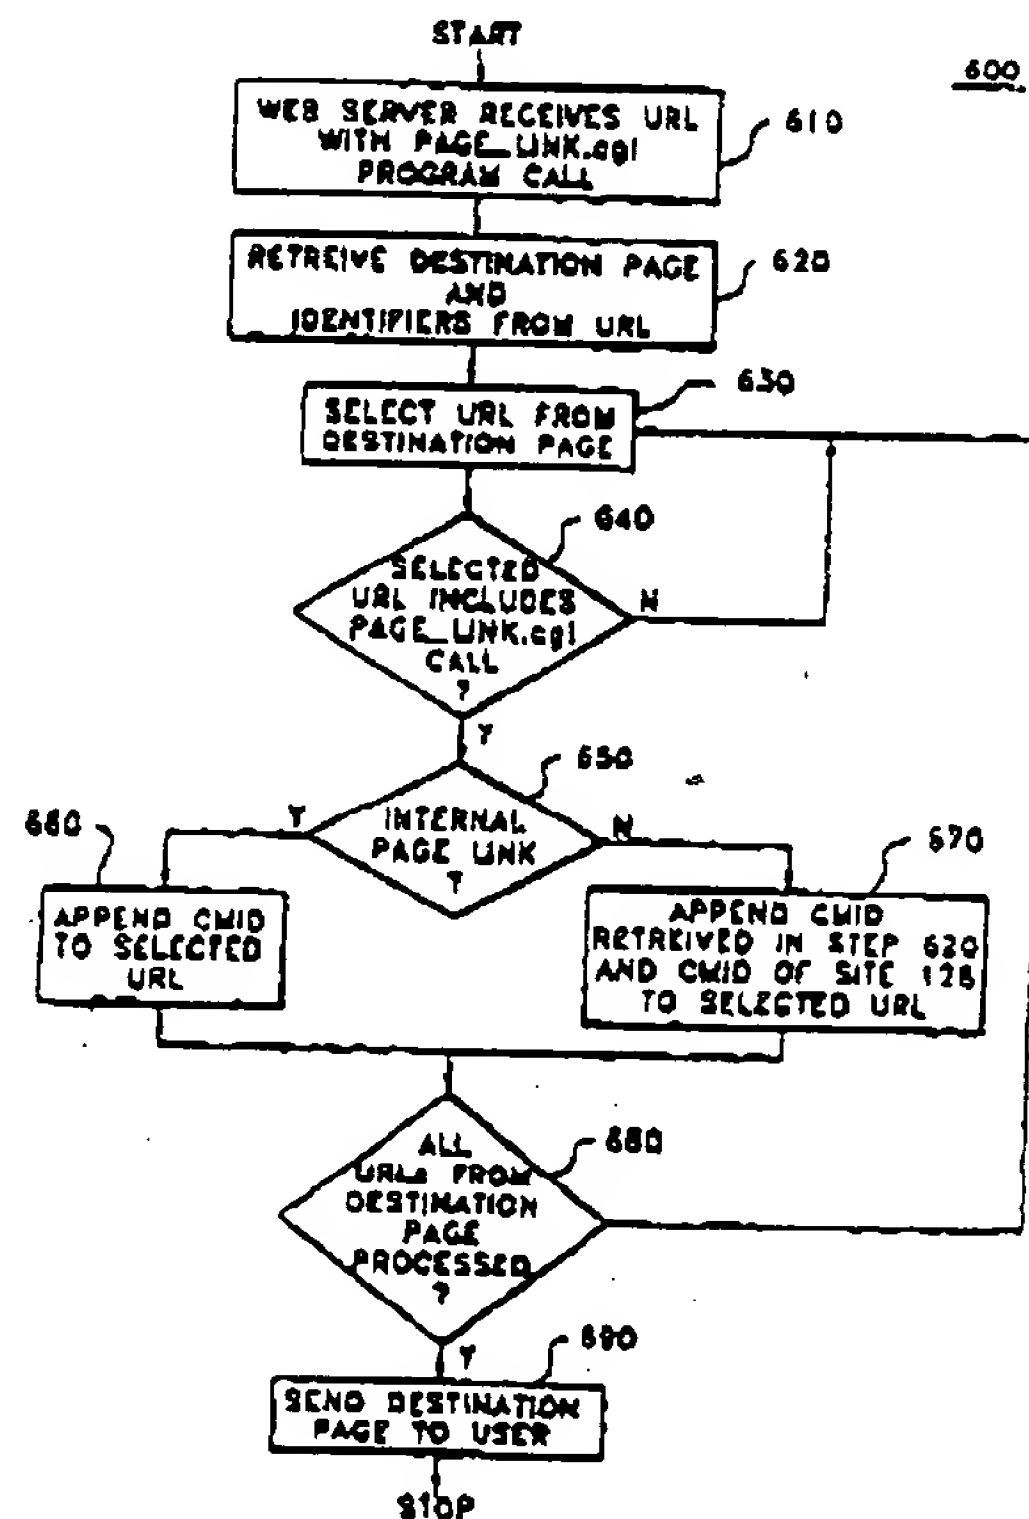 START
600
WEB SERVER RECEIVES URL
WITH PAGE_LINK.cgi
PROGRAM CALL
610
RETREIVE DESTINATION PAGE
AND
IDENTIFIERS FROM URL
620
630
SELECT URL FROM
DESTINATION PAGE
640
SELECTED
URL INCLUDES
PAGE_LINK.cgi
CALL
?
N
Y
650
INTERNAL
PAGE LINK
?
Y
N
660
670
APPEND CMID
TO SELECTED
URL
APPEND CMID
RETREIVED IN STEP 620
AND CMID OF SITE 126
TO SELECTED URL
680
ALL
URLs FROM
DESTINATION
PAGE
PROCESSED
?
Y
690
SEND DESTINATION
PAGE TO USER
STOP